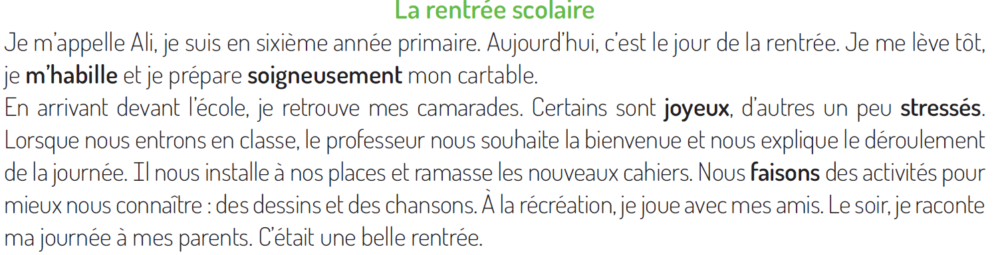 La rentrée scolaire
Je m’appelle Ali, je suis en sixième année primaire. Aujourd’hui, c’est le jour de la rentrée. Je me lève tôt,
je m’habille et je prépare soigneusement mon cartable.
En arrivant devant l’école, je retrouve mes camarades. Certains sont joyeux, d’autres un peu stressés.
Lorsque nous entrons en classe, le professeur nous souhaite la bienvenue et nous explique le déroulement
de la journée. Il nous installe à nos places et ramasse les nouveaux cahiers. Nous faisons des activités pour
mieux nous connaître : des dessins et des chansons. À la récréation, je joue avec mes amis. Le soir, je raconte
ma journée à mes parents. C’était une belle rentrée.